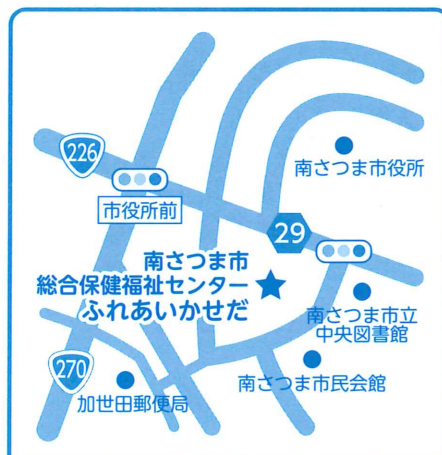 226
南さつま市役所
市役所前
29
南さつま市
総合保健福祉センター
ふれあいかせだ
南さつま市立
中央図書館
270
加世田郵便局
南さつま市民会館